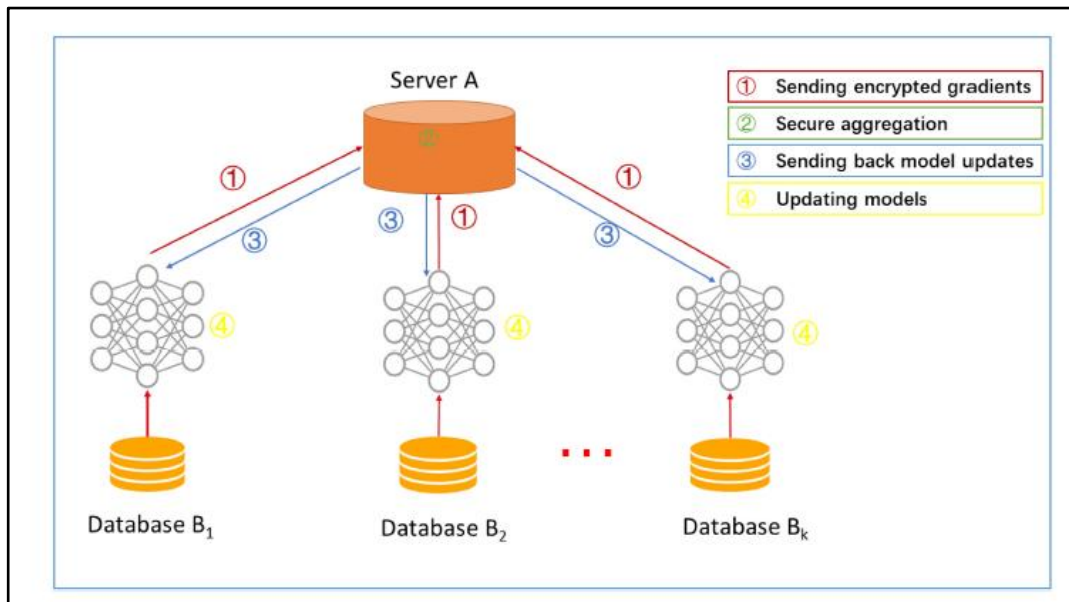 Server A
① Sending encrypted gradients
② Secure aggregation
③ Sending back model updates
④ Updating models
②
①
③
③
①
①
③
④
④
④
...
Database B₁
Database B₂
Database Bₖ